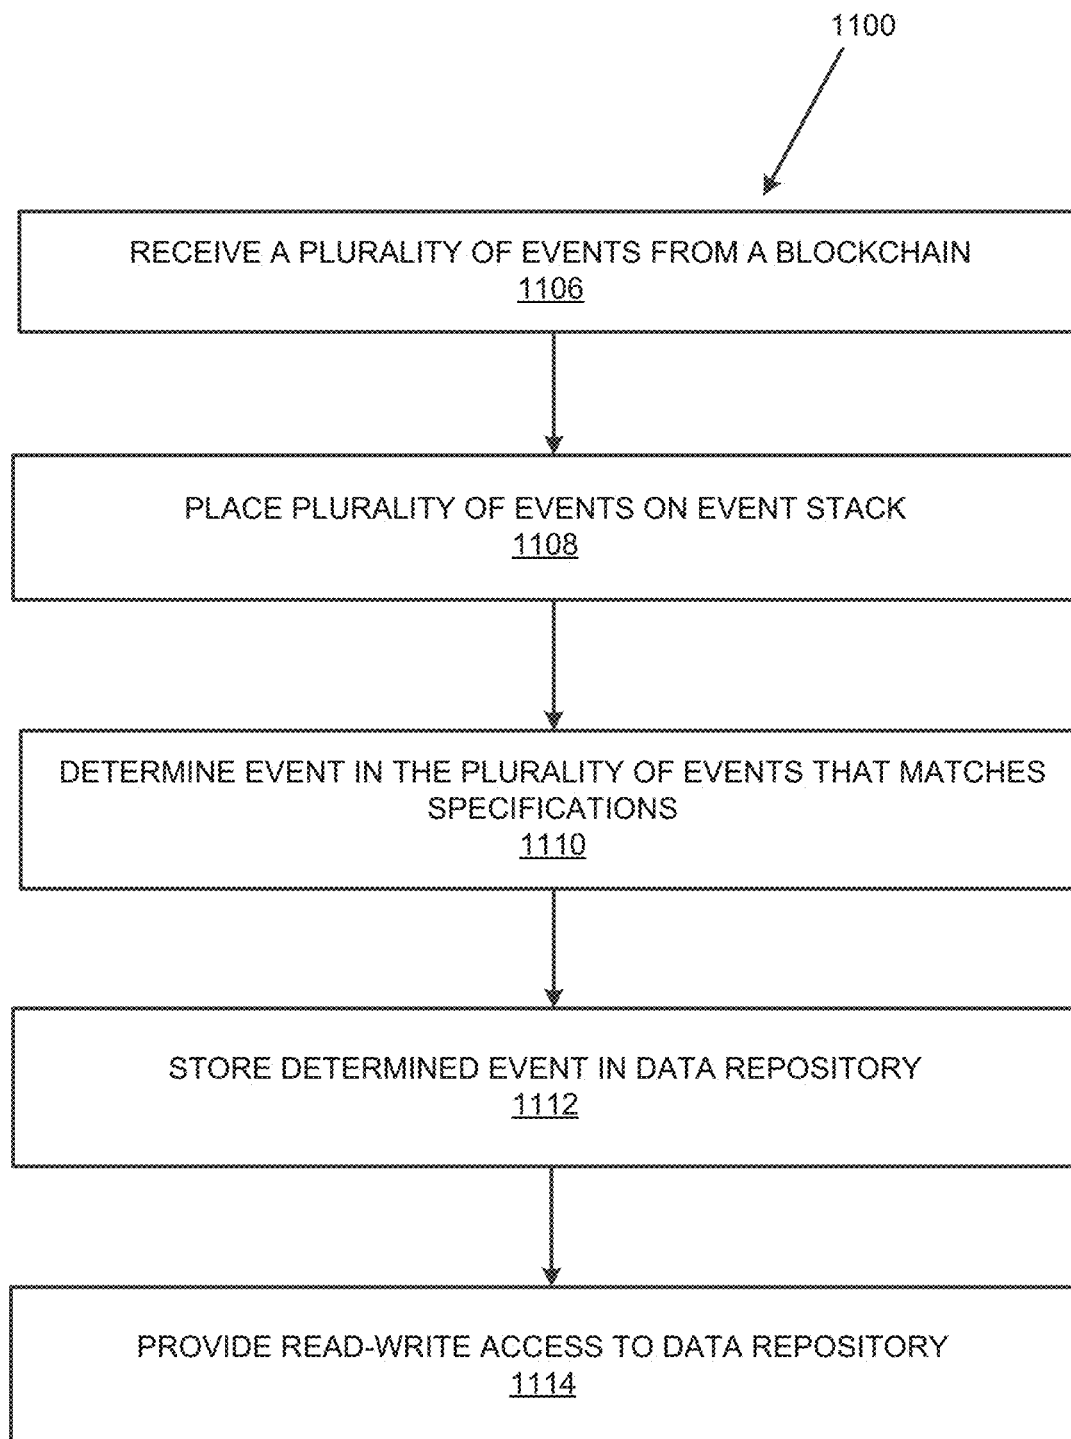 1100
RECEIVE A PLURALITY OF EVENTS FROM A BLOCKCHAIN
1106
PLACE PLURALITY OF EVENTS ON EVENT STACK
1108
DETERMINE EVENT IN THE PLURALITY OF EVENTS THAT MATCHES
SPECIFICATIONS
1110
STORE DETERMINED EVENT IN DATA REPOSITORY
1112
PROVIDE READ-WRITE ACCESS TO DATA REPOSITORY
1114